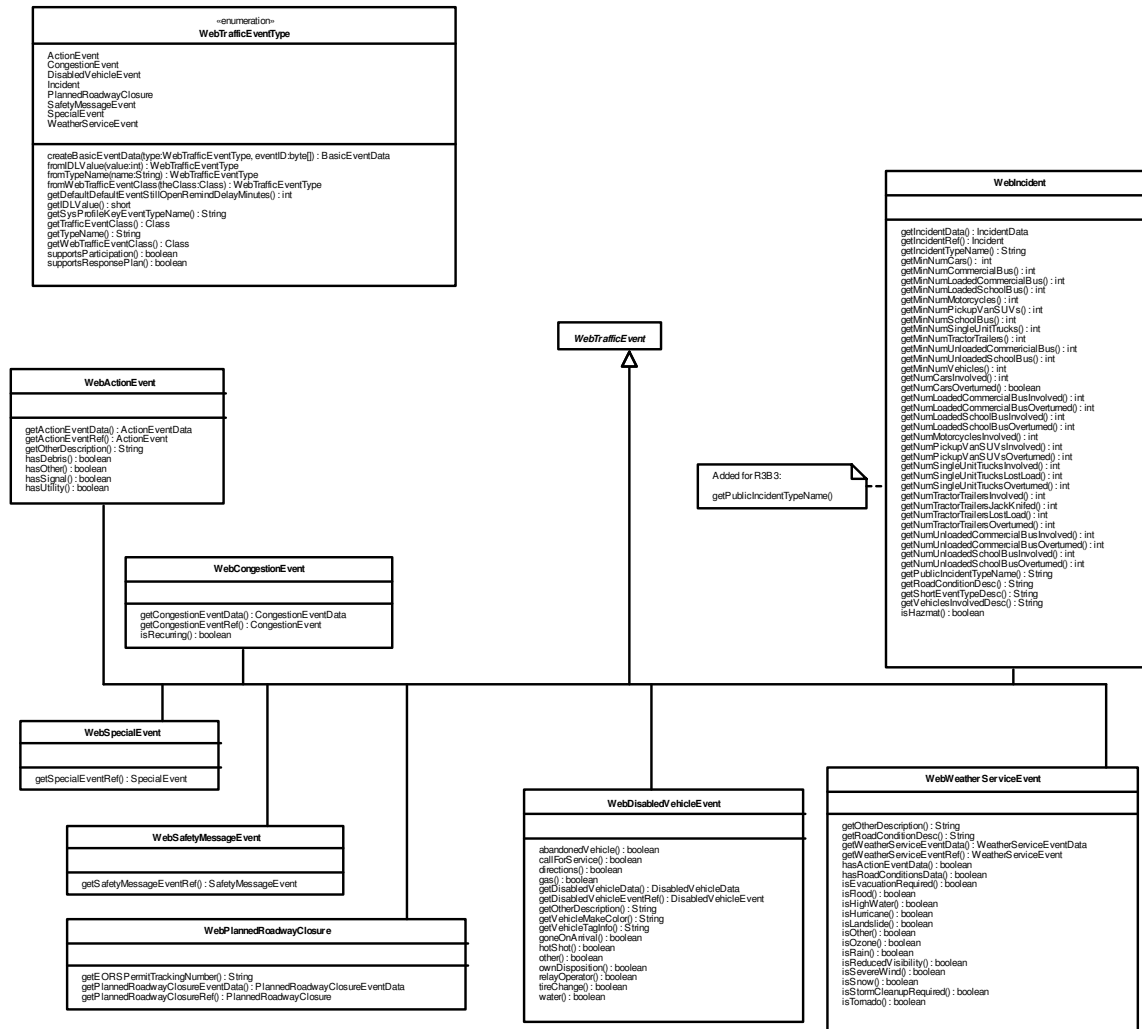 «enumeration»
WebTrafficEventType
ActionEvent
CongestionEvent
DisabledVehicleEvent
Incident
PlannedRoadwayClosure
SafetyMessageEvent
SpecialEvent
WeatherServiceEvent
createBasicEventData(type:WebTrafficEventType, eventID:byte[]) : BasicEventData
fromIDLValue(value:int) : WebTrafficEventType
fromTypeName(name:String) : WebTrafficEventType
fromWebTrafficEventClass(theClass:Class) : WebTrafficEventType
getDefaultDefaultEventStillOpenRemindDelayMinutes() : int
getIDLValue() : short
getSysProfileKeyEventTypeName() : String
getTrafficEventClass() : Class
getTypeName() : String
getWebTrafficEventClass() : Class
supportsParticipation() : boolean
supportsResponsePlan() : boolean
WebIncident
getIncidentData() : IncidentData
getIncidentRef() : Incident
getIncidentTypeName() : String
getMinNumCars() : int
getMinNumCommercialBus() : int
getMinNumLoadedCommercialBus() : int
getMinNumLoadedSchoolBus() : int
getMinNumMotorcycles() : int
getMinNumPickupVanSUVs() : int
getMinNumSchoolBus() : int
getMinNumSingleUnitTrucks() : int
getMinNumTractorTrailers() : int
getMinNumUnloadedCommericialBus() : int
getMinNumUnloadedSchoolBus() : int
getMinNumVehicles() : int
getNumCarsInvolved() : int
getNumCarsOverturned() : boolean
getNumLoadedCommercialBusInvolved() : int
getNumLoadedCommercialBusOverturned() : int
getNumLoadedSchoolBusInvolved() : int
getNumLoadedSchoolBusOverturned() : int
getNumMotorcyclesInvolved() : int
getNumPickupVanSUVsInvolved() : int
getNumPickupVanSUVsOverturned() : int
getNumSingleUnitTrucksInvolved() : int
getNumSingleUnitTrucksLostLoad() : int
getNumSingleUnitTrucksOverturned() : int
getNumTractorTrailersInvolved() : int
getNumTractorTrailersJackKnifed() : int
getNumTractorTrailersLostLoad() : int
getNumTractorTrailersOverturned() : int
getNumUnloadedCommercialBusInvolved() : int
getNumUnloadedCommercialBusOverturned() : int
getNumUnloadedSchoolBusInvolved() : int
getNumUnloadedSchoolBusOverturned() : int
getPublicIncidentTypeName() : String
getRoadConditionDesc() : String
getShortEventTypeDesc() : String
getVehiclesInvolvedDesc() : String
isHazmat() : boolean
WebTrafficEvent
WebActionEvent
getActionEventData() : ActionEventData
getActionEventRef() : ActionEvent
getOtherDescription() : String
hasDebris() : boolean
hasOther() : boolean
hasSignal() : boolean
hasUtility() : boolean
Added for R3B3:
getPublicIncidentTypeName()
WebCongestionEvent
getCongestionEventData() : CongestionEventData
getCongestionEventRef() : CongestionEvent
isRecurring() : boolean
WebSpecialEvent
getSpecialEventRef() : SpecialEvent
WebSafetyMessageEvent
getSafetyMessageEventRef() : SafetyMessageEvent
WebPlannedRoadwayClosure
getEORSPermitTrackingNumber() : String
getPlannedRoadwayClosureEventData() : PlannedRoadwayClosureEventData
getPlannedRoadwayClosureRef() : PlannedRoadwayClosure
WebDisabledVehicleEvent
abandonedVehicle() : boolean
callForService() : boolean
directions() : boolean
gas() : boolean
getDisabledVehicleData() : DisabledVehicleData
getDisabledVehicleEventRef() : DisabledVehicleEvent
getOtherDescription() : String
getVehicleMakeColor() : String
getVehicleTagInfo() : String
goneOnArrival() : boolean
hotShot() : boolean
other() : boolean
ownDisposition() : boolean
relayOperator() : boolean
tireChange() : boolean
water() : boolean
WebWeatherServiceEvent
getOtherDescription() : String
getRoadConditionDesc() : String
getWeatherServiceEventData() : WeatherServiceEventData
getWeatherServiceEventRef() : WeatherServiceEvent
hasActionEventData() : boolean
hasRoadConditionsData() : boolean
isEvacuationRequired() : boolean
isFlood() : boolean
isHighWater() : boolean
isHurricane() : boolean
isLandslide() : boolean
isOther() : boolean
isOzone() : boolean
isRain() : boolean
isReducedVisibility() : boolean
isSevereWind() : boolean
isSnow() : boolean
isStormCleanupRequired() : boolean
isTornado() : boolean